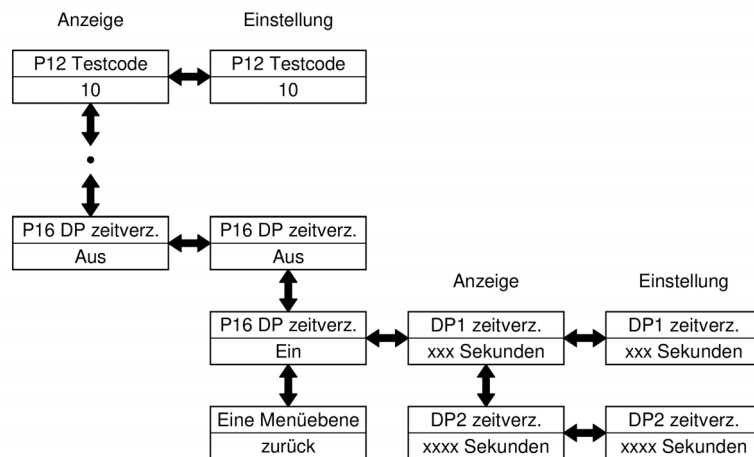 Anzeige Einstellung
P12 Testcode P12 Testcode
10 10
P16 DP zeitverz. P16 DP zeitverz.
Aus Aus
Anzeige Einstellung
P16 DP zeitverz. DP1 zeitverz. DP1 zeitverz.
Ein xxx Sekunden xxx Sekunden
Eine Menüebene DP2 zeitverz. DP2 zeitverz.
zurück xxxx Sekunden xxxx Sekunden